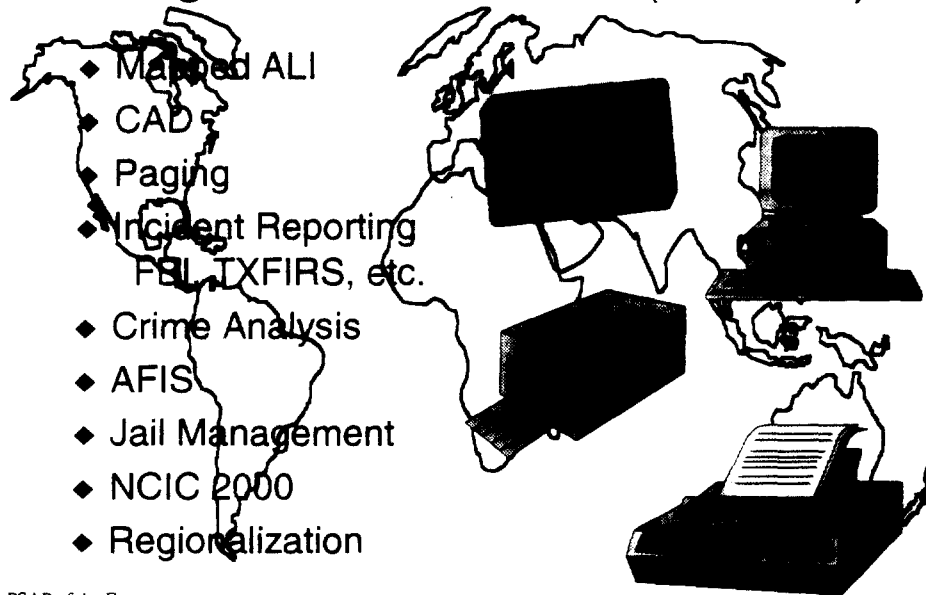 ◆ Mapped ALI
◆ CAD
◆ Paging
◆ Incident Reporting
FBI, TXFIRS, etc.
◆ Crime Analysis
◆ AFIS
◆ Jail Management
◆ NCIC 2000
◆ Regionalization